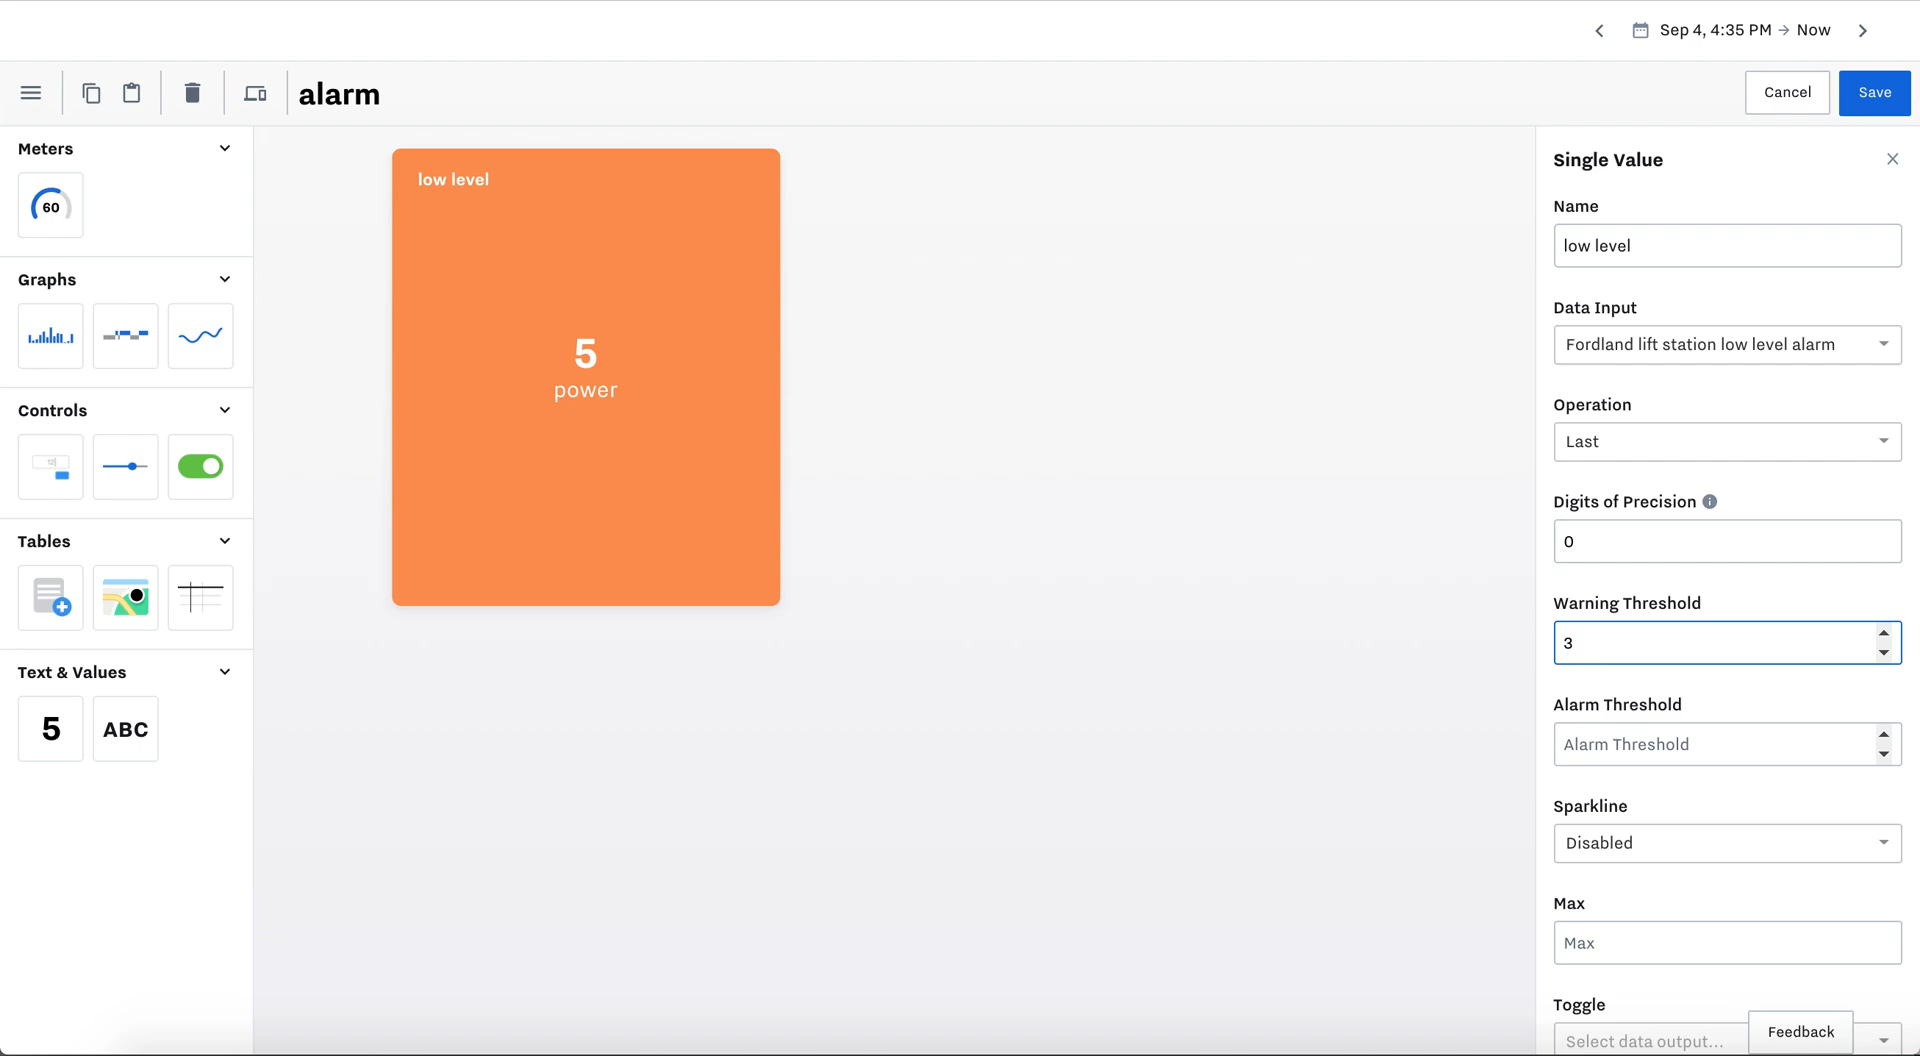 Sep 4, 4:35 PM → Now
alarm
Cancel
Save
Meters
60
Graphs
Controls
Tables
Text & Values
5
ABC
low level
5
power
Single Value
Name
low level
Data Input
Fordland lift station low level alarm
Operation
Last
Digits of Precision
0
Warning Threshold
3
Alarm Threshold
Alarm Threshold
Sparkline
Disabled
Max
Max
Toggle
Select data output...
Feedback